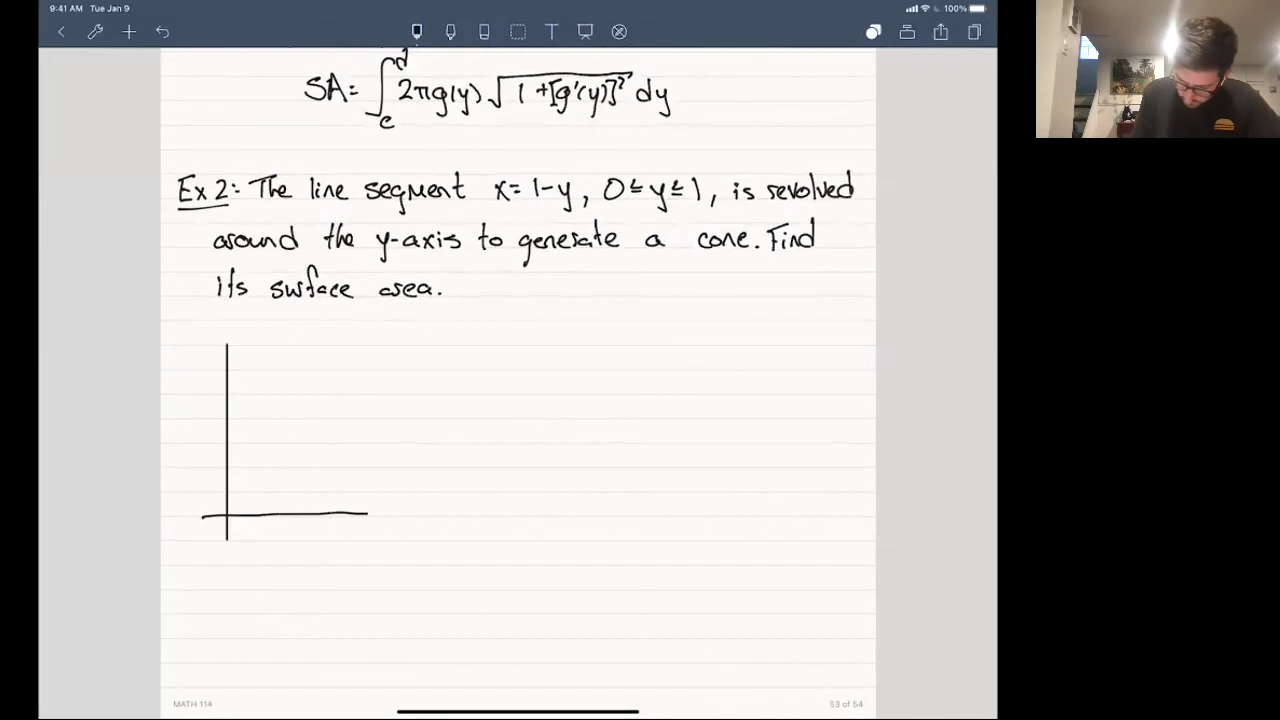 9:41 AM Tue Jan 9
100%
SA = ∫_c^d 2πg(y) √(1+[g'(y)]²) dy
Ex 2: The line segment x = 1-y, 0 ≤ y ≤ 1, is revolved
around the y-axis to generate a cone. Find
its surface area.
MATH 114
53 of 54